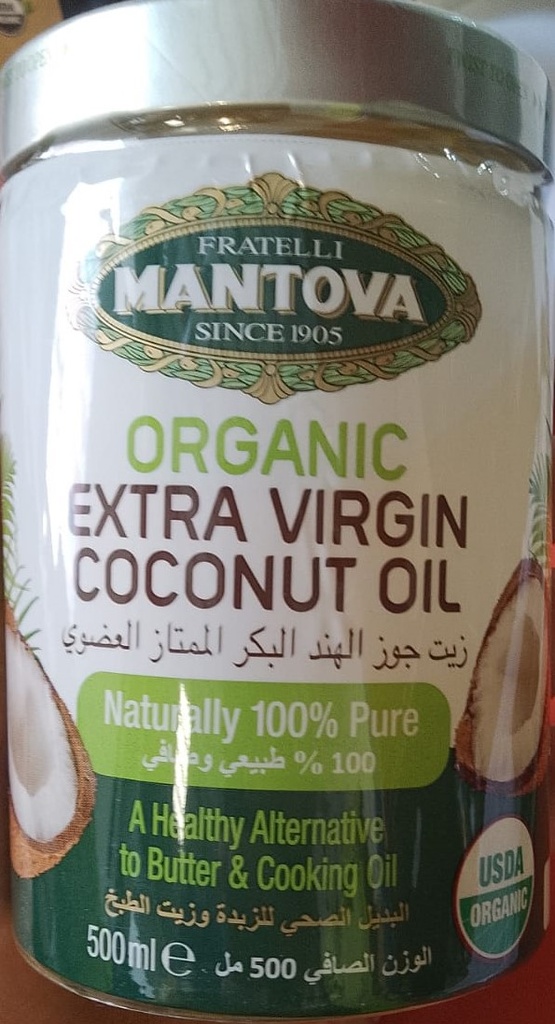 FRATELLI
MANTOVA
SINCE 1905
ORGANIC
EXTRA VIRGIN
COCONUT OIL
زيت جوز الهند البكر الممتاز العضوي
Naturally 100% Pure
100 % طبيعي وصافي
A Healthy Alternative
to Butter & Cooking Oil
البديل الصحي للزبدة وزيت الطبخ
USDA
ORGANIC
500ml e الوزن الصافي 500 مل